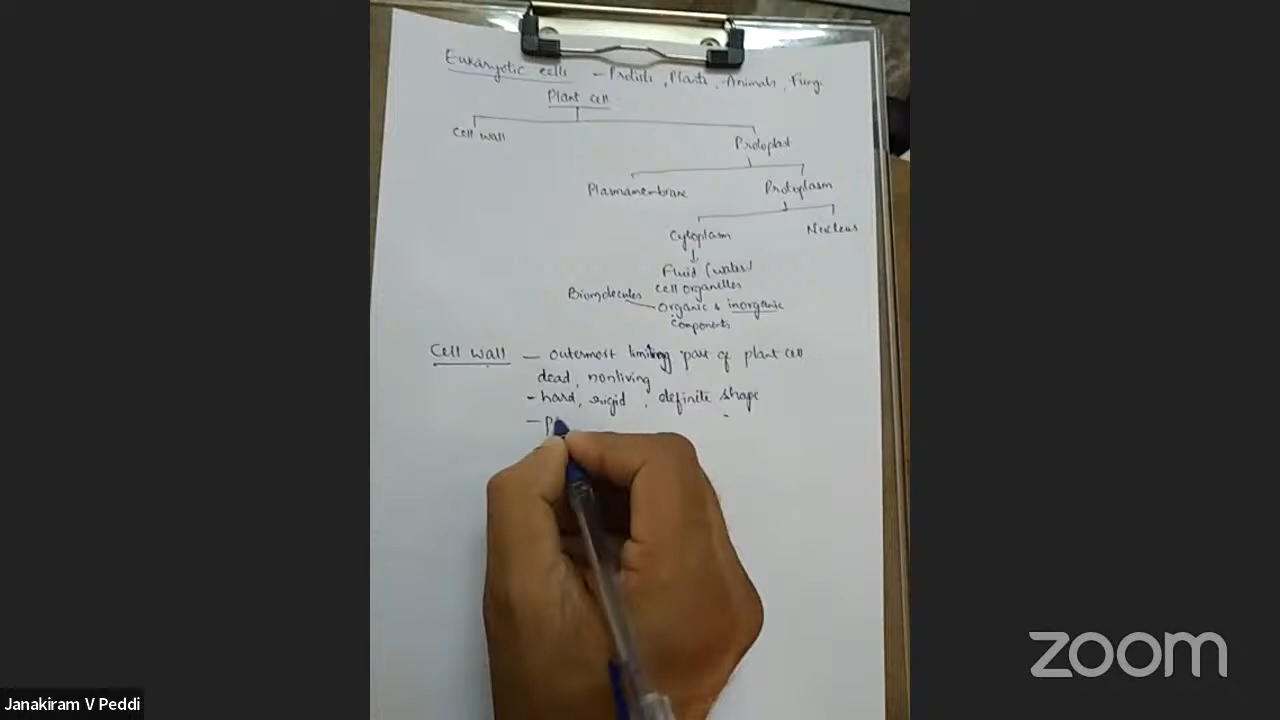 Eukaryotic cells - Protists, Plants, Animals, Fungi
Plant cell
Cell wall
Protoplast
Plasmamembrane
Protoplasm
Cytoplasm
Nucleus
Fluid (water)
cell organelles
Biomolecules
organic & inorganic
components
Cell wall - outermost limiting part of plant cell
dead, nonliving
- hard, rigid, definite shape
- P
ZOOM
Janakiram V Peddi